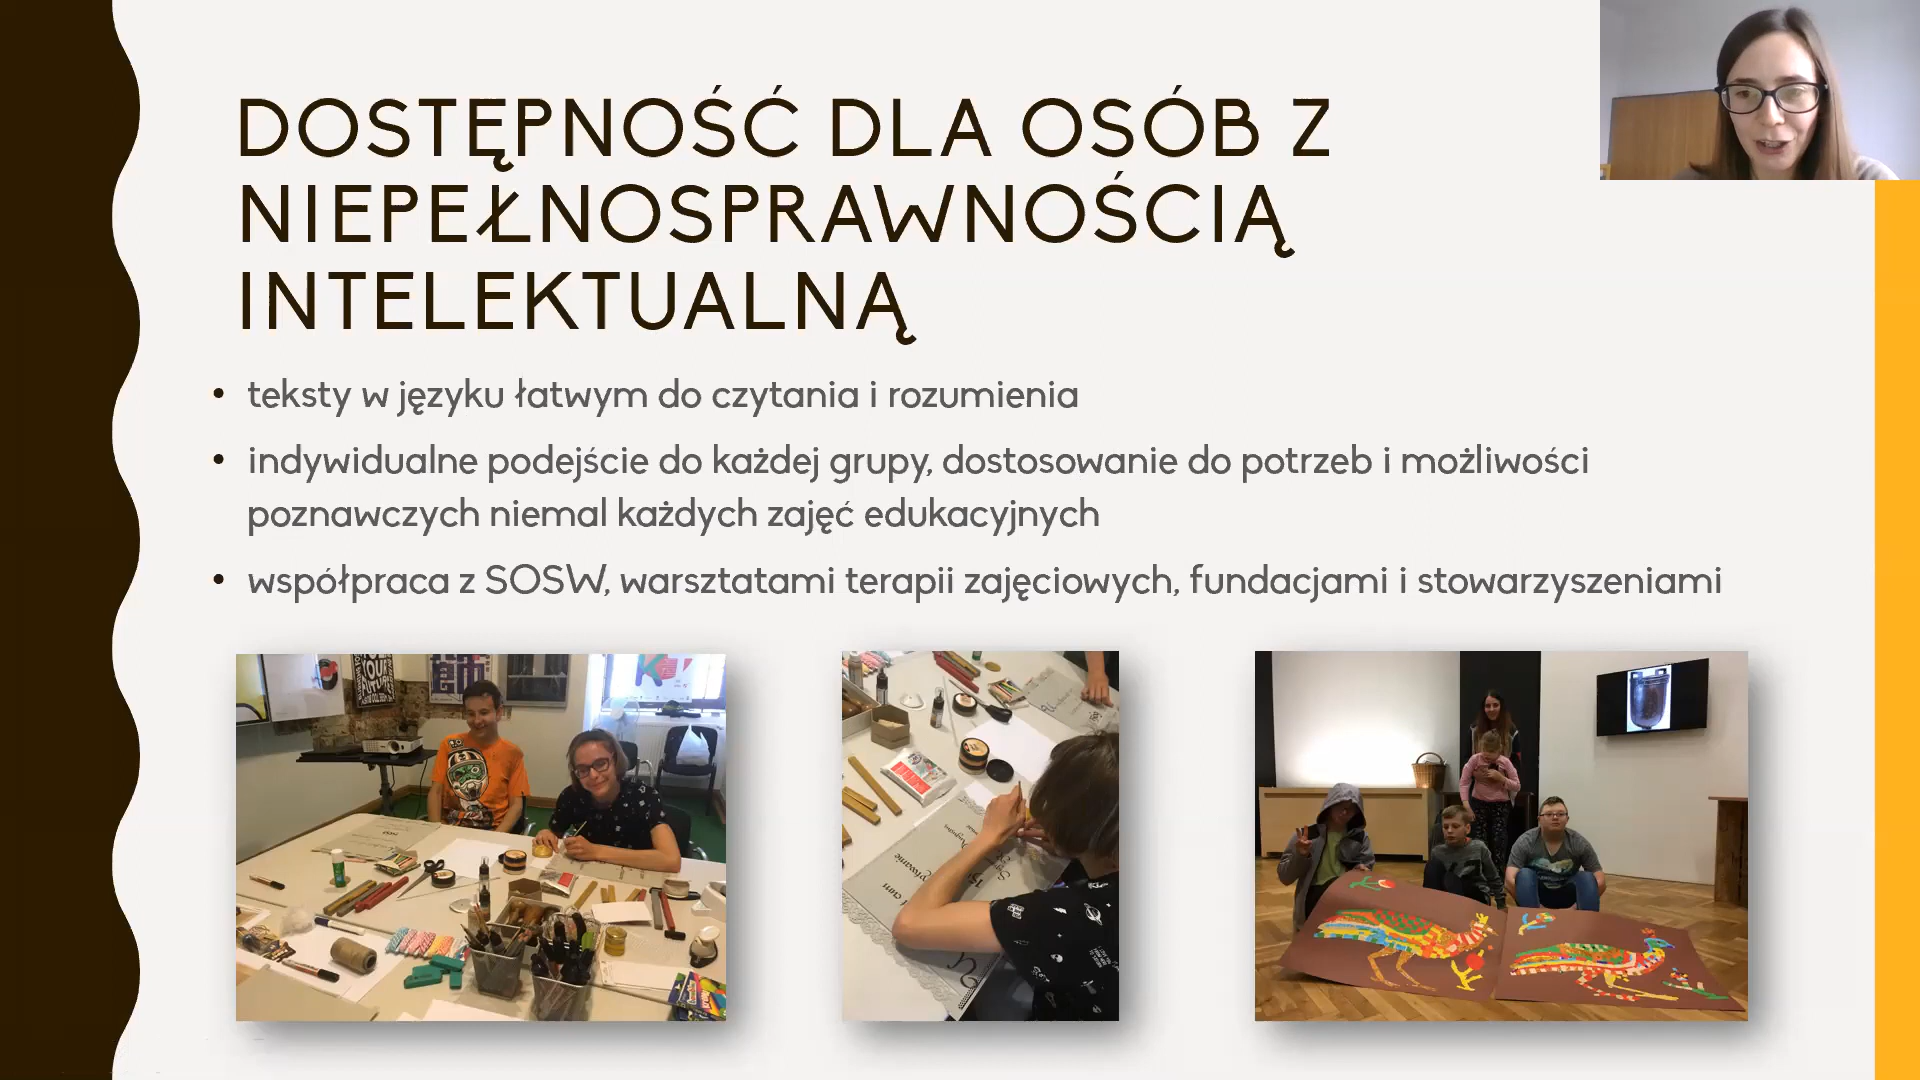 DOSTĘPNOŚĆ DLA OSÓB Z
NIEPEŁNOSPRAWNOŚCIĄ
INTELEKTUALNĄ
• teksty w języku łatwym do czytania i rozumienia
• indywidualne podejście do każdej grupy, dostosowanie do potrzeb i możliwości
poznawczych niemal każdych zajęć edukacyjnych
• współpraca z SOSW, warsztatami terapii zajęciowych, fundacjami i stowarzyszeniami